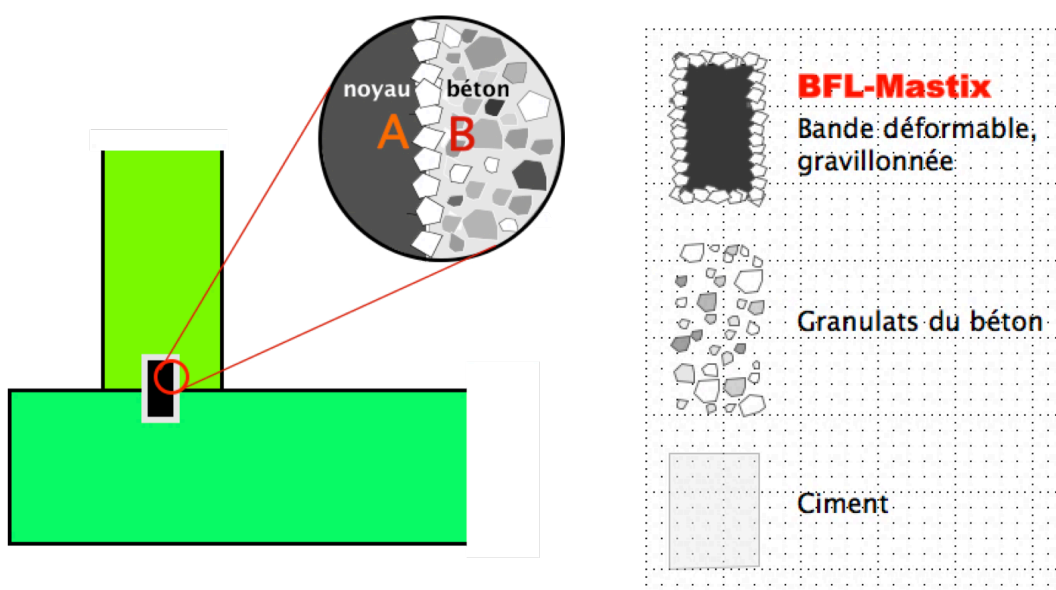 noyau
béton
A
B
BFL-Mastix
Bande déformable,
gravillonnée
Granulats du béton
Ciment